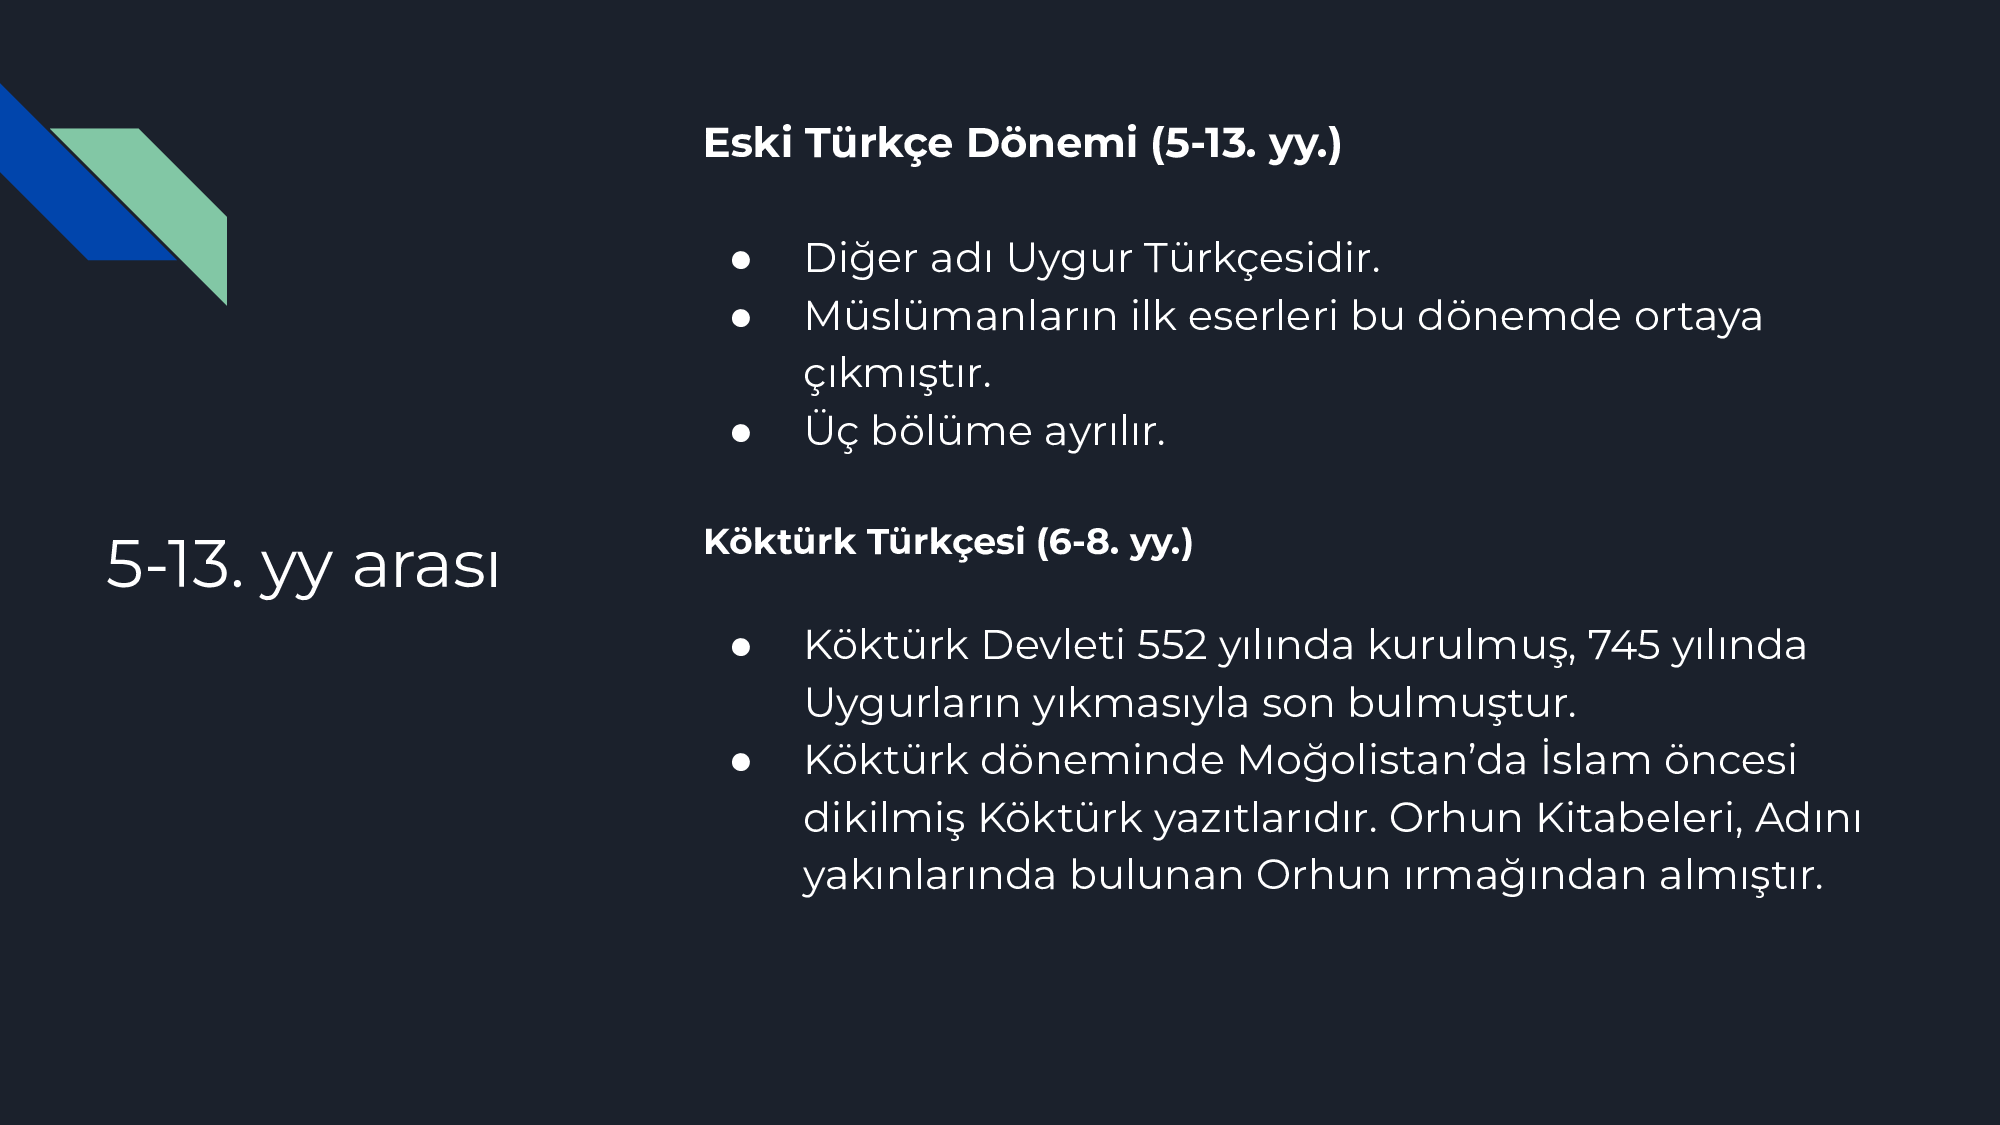 5-13. yy arası
Eski Türkçe Dönemi (5-13. yy.)
● Diğer adı Uygur Türkçesidir.
● Müslümanların ilk eserleri bu dönemde ortaya
çıkmıştır.
● Üç bölüme ayrılır.
Köktürk Türkçesi (6-8. yy.)
● Köktürk Devleti 552 yılında kurulmuş, 745 yılında
Uygurların yıkmasıyla son bulmuştur.
● Köktürk döneminde Moğolistan’da İslam öncesi
dikilmiş Köktürk yazıtlarıdır. Orhun Kitabeleri, Adını
yakınlarında bulunan Orhun ırmağından almıştır.